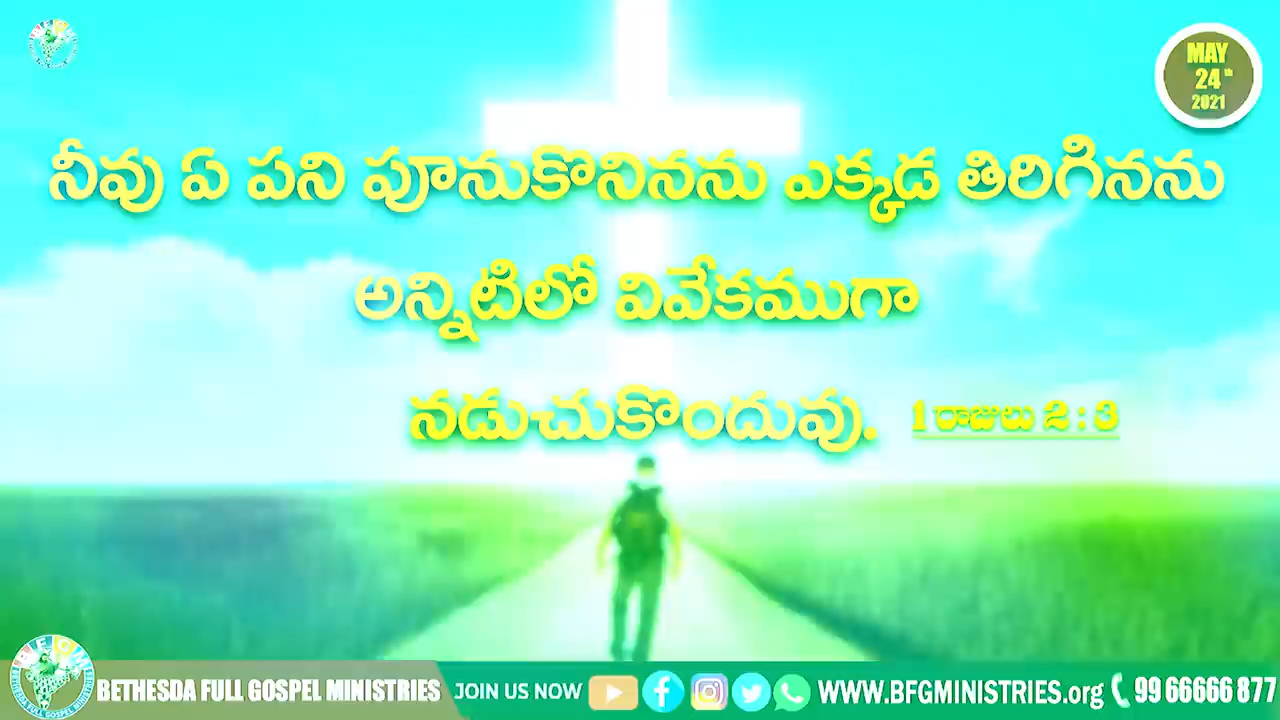 MAY
24th
2021
నీవు ఏ పని పూనుకొనినను ఎక్కడ తిరిగినను
అన్నిటిలో వివేకముగా
నడుచుకొందువు. 1 రాజులు 2 : 3
BETHESDA FULL GOSPEL MINISTRIES JOIN US NOW WWW.BFGMINISTRIES.org 99 66666 877